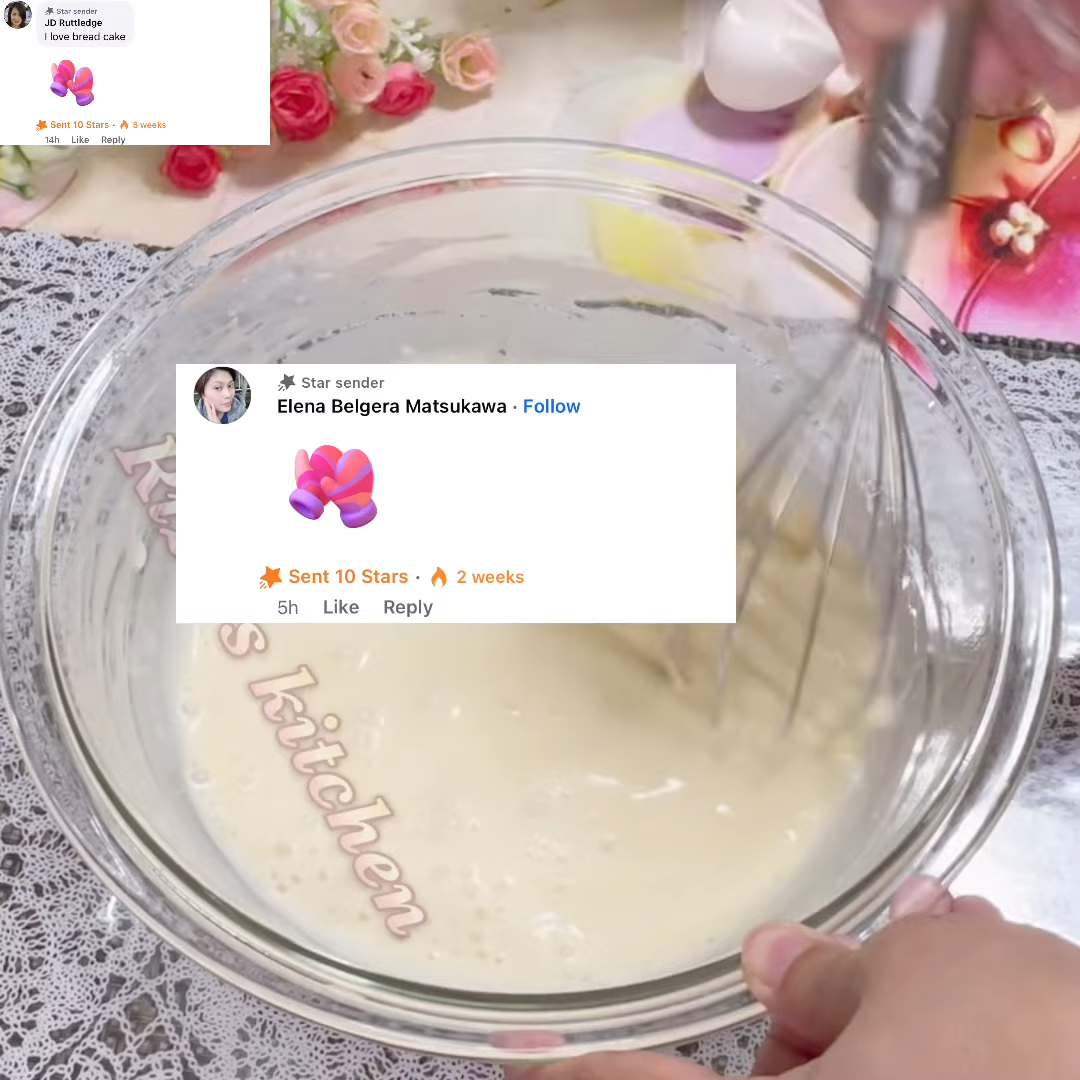 Star sender
JD Ruttledge
I love bread cake
Sent 10 Stars · 5 weeks
14h Like Reply
Star sender
Elena Belgera Matsukawa · Follow
Sent 10 Stars · 2 weeks
5h Like Reply
s kitchen